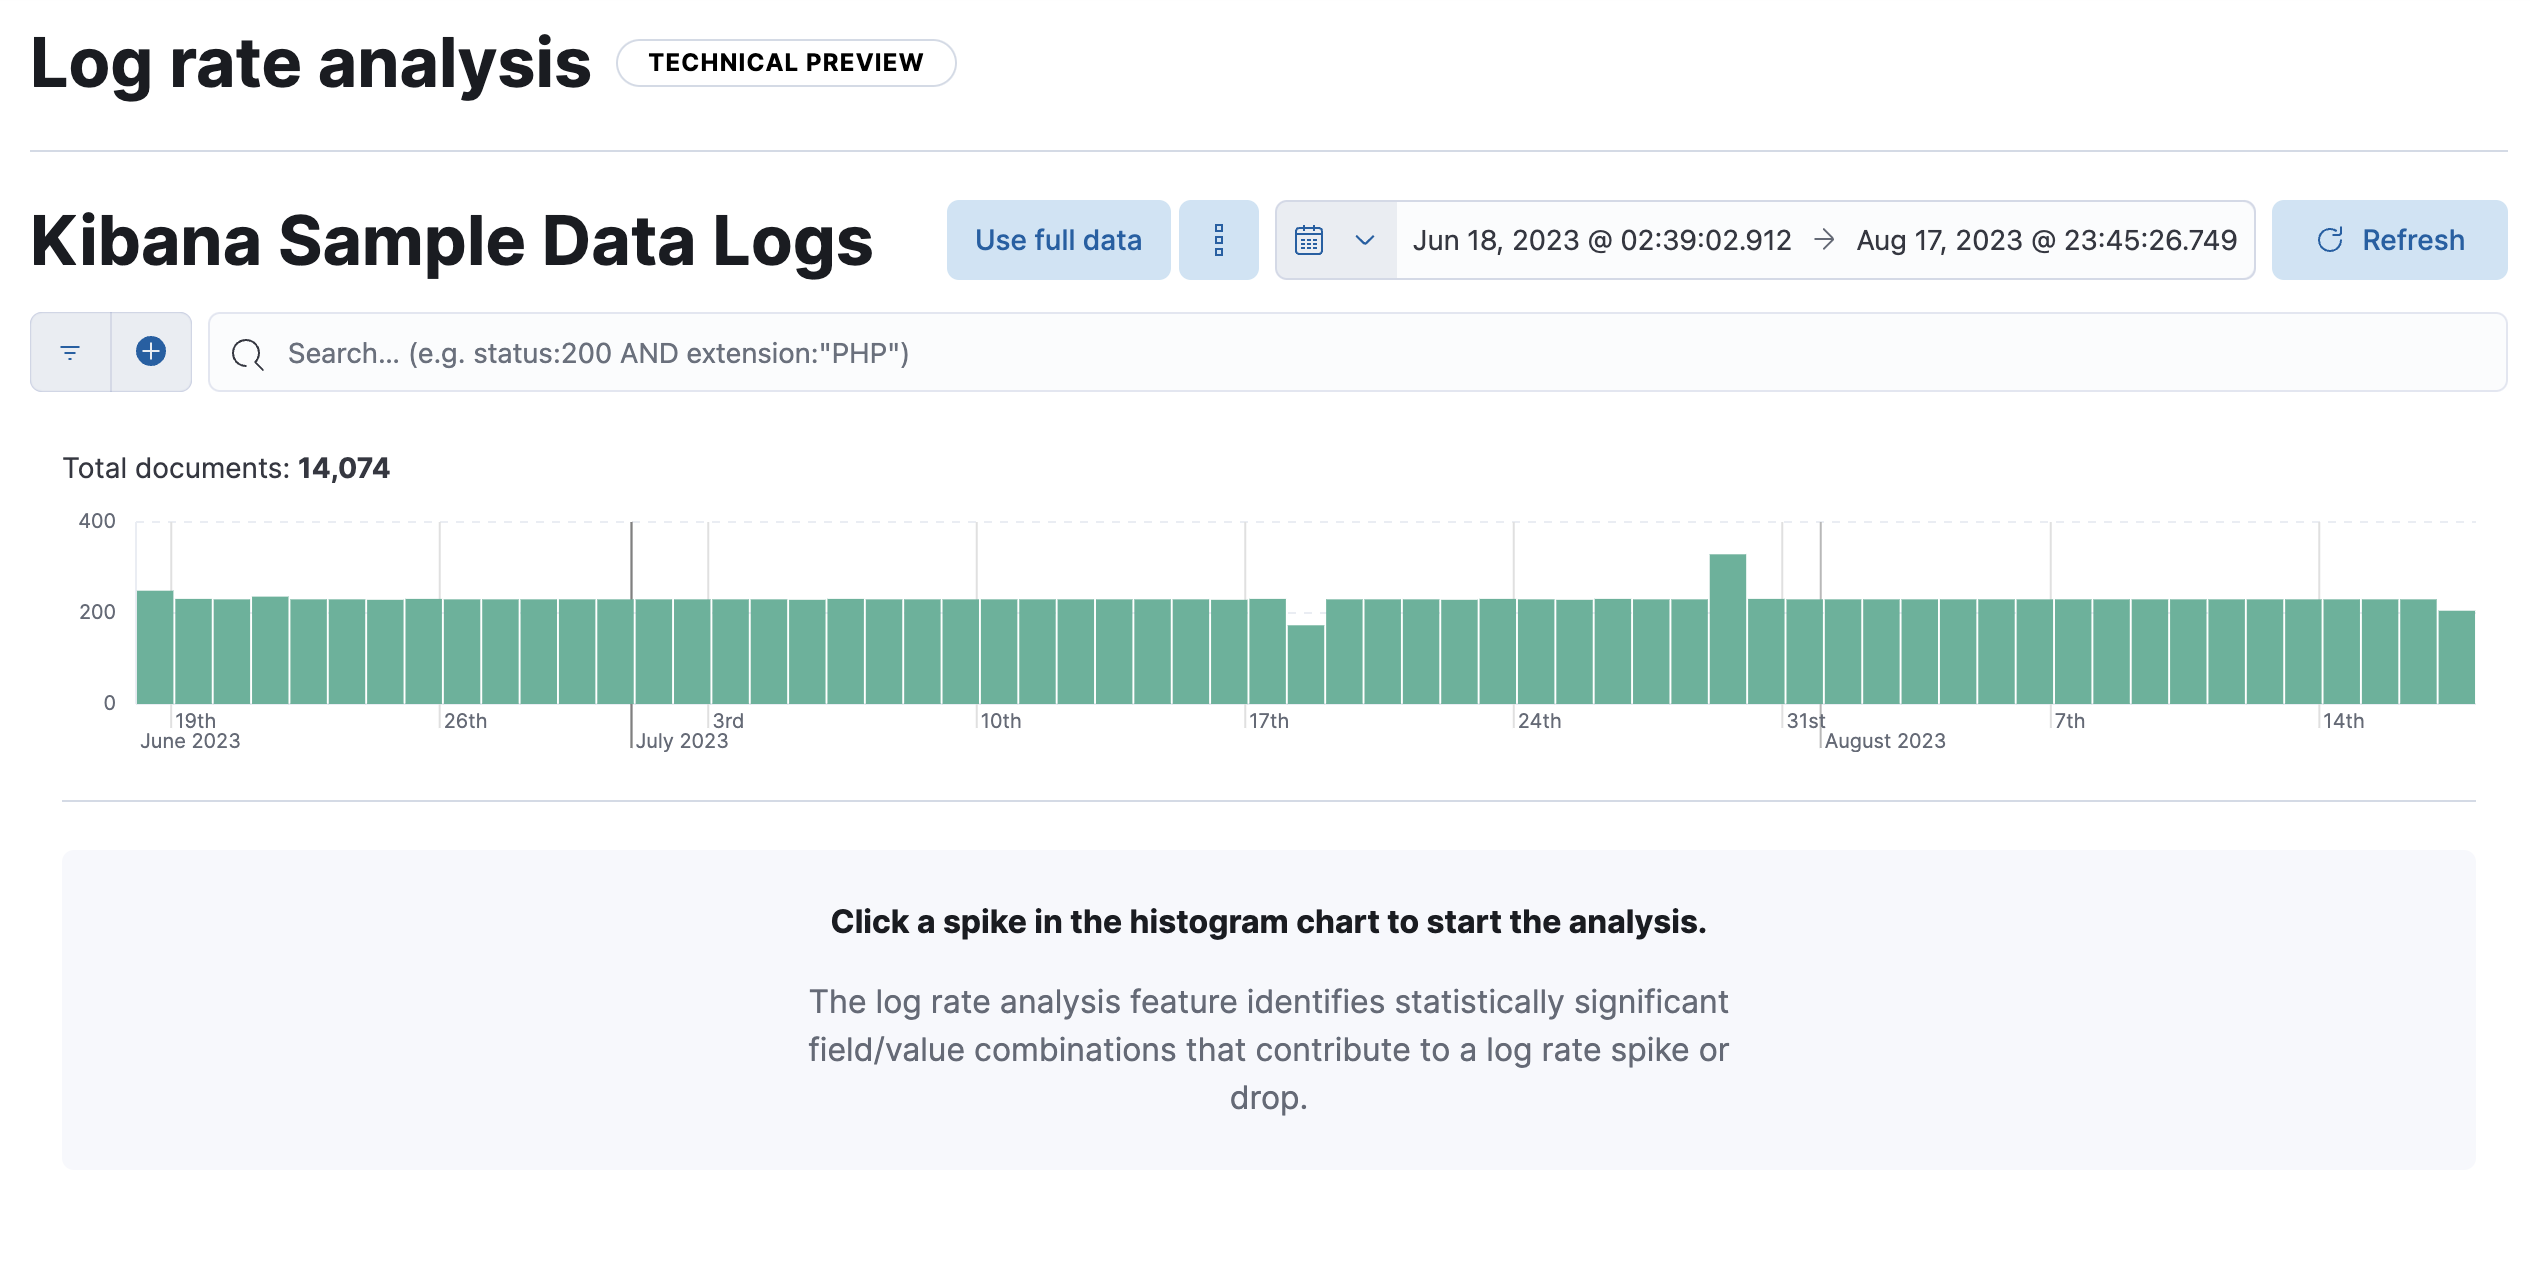 Log rate analysis TECHNICAL PREVIEW
Kibana Sample Data Logs Use full data Jun 18, 2023 @ 02:39:02.912 → Aug 17, 2023 @ 23:45:26.749 Refresh
Search... (e.g. status:200 AND extension:"PHP")
Total documents: 14,074
400
200
0
19th 26th 3rd 10th 17th 24th 31st 7th 14th
June 2023 July 2023 August 2023
Click a spike in the histogram chart to start the analysis.
The log rate analysis feature identifies statistically significant
field/value combinations that contribute to a log rate spike or
drop.